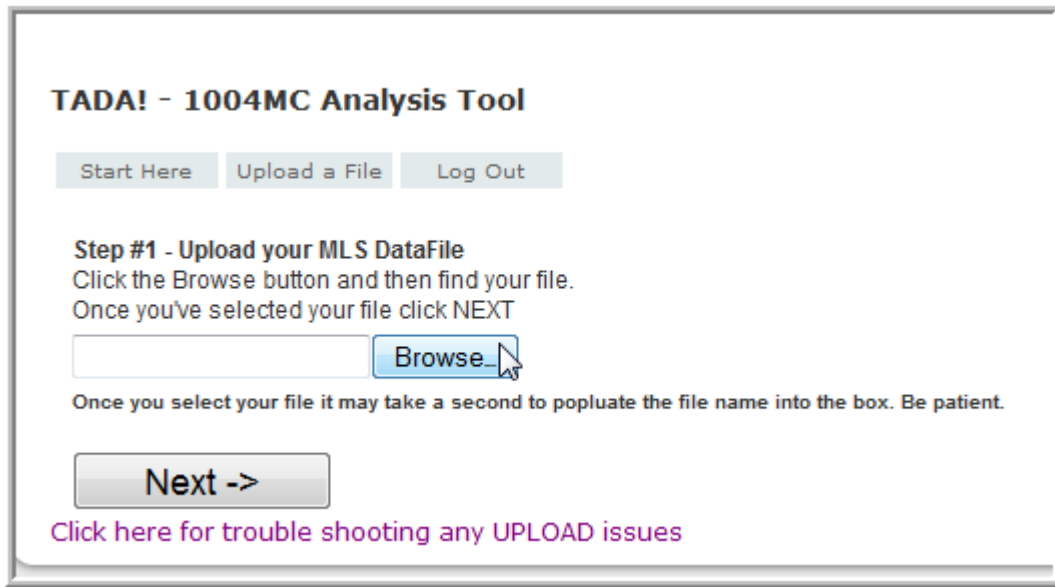 TADA! - 1004MC Analysis Tool
Start Here Upload a File Log Out
Step #1 - Upload your MLS DataFile
Click the Browse button and then find your file.
Once you've selected your file click NEXT
Browse...
Once you select your file it may take a second to popluate the file name into the box. Be patient.
Next ->
Click here for trouble shooting any UPLOAD issues